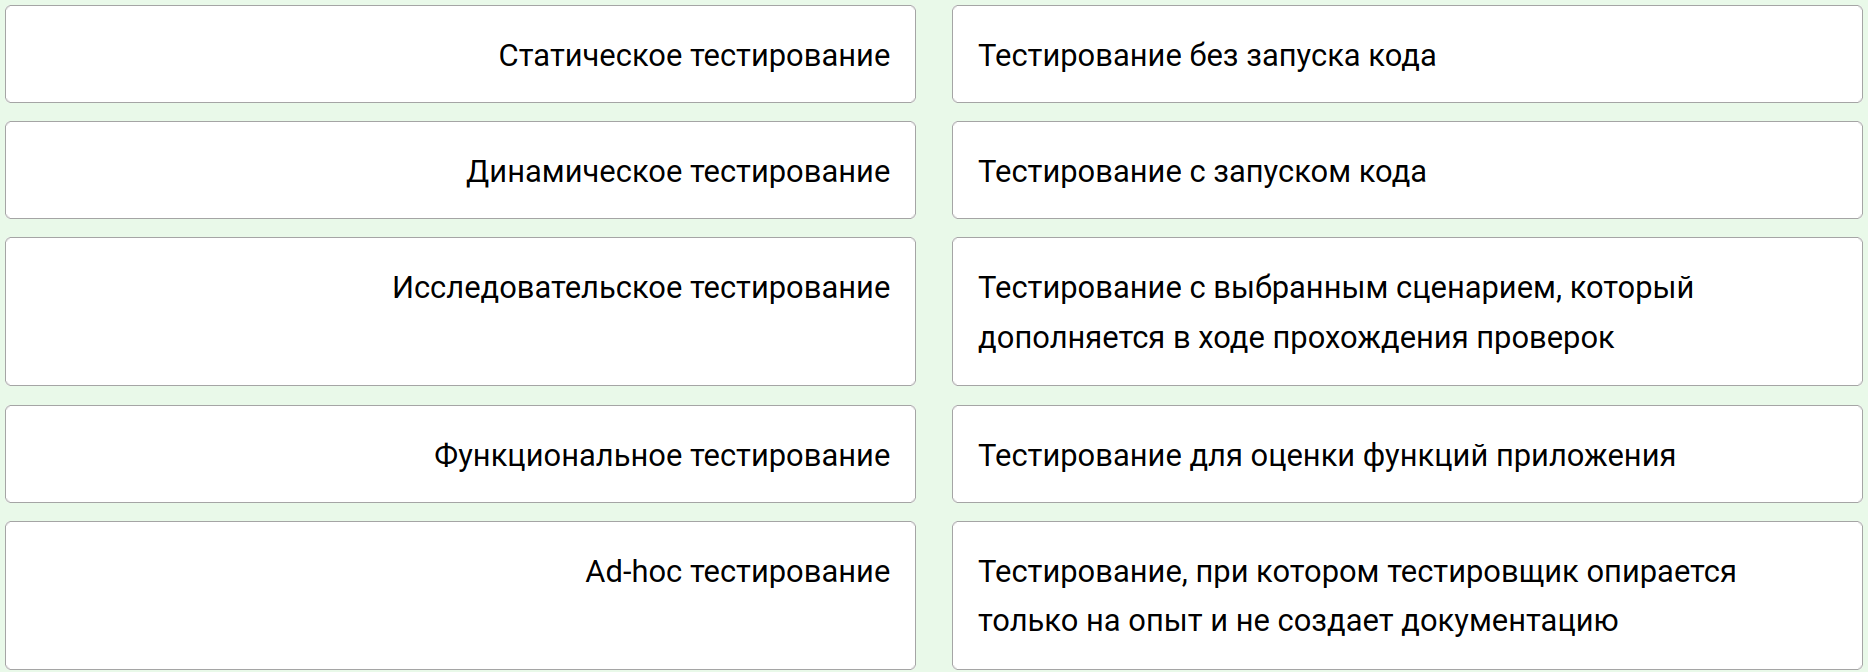 Статическое тестирование
Тестирование без запуска кода
Динамическое тестирование
Тестирование с запуском кода
Исследовательское тестирование
Тестирование с выбранным сценарием, который
дополняется в ходе прохождения проверок
Функциональное тестирование
Тестирование для оценки функций приложения
Ad-hoc тестирование
Тестирование, при котором тестировщик опирается
только на опыт и не создает документацию